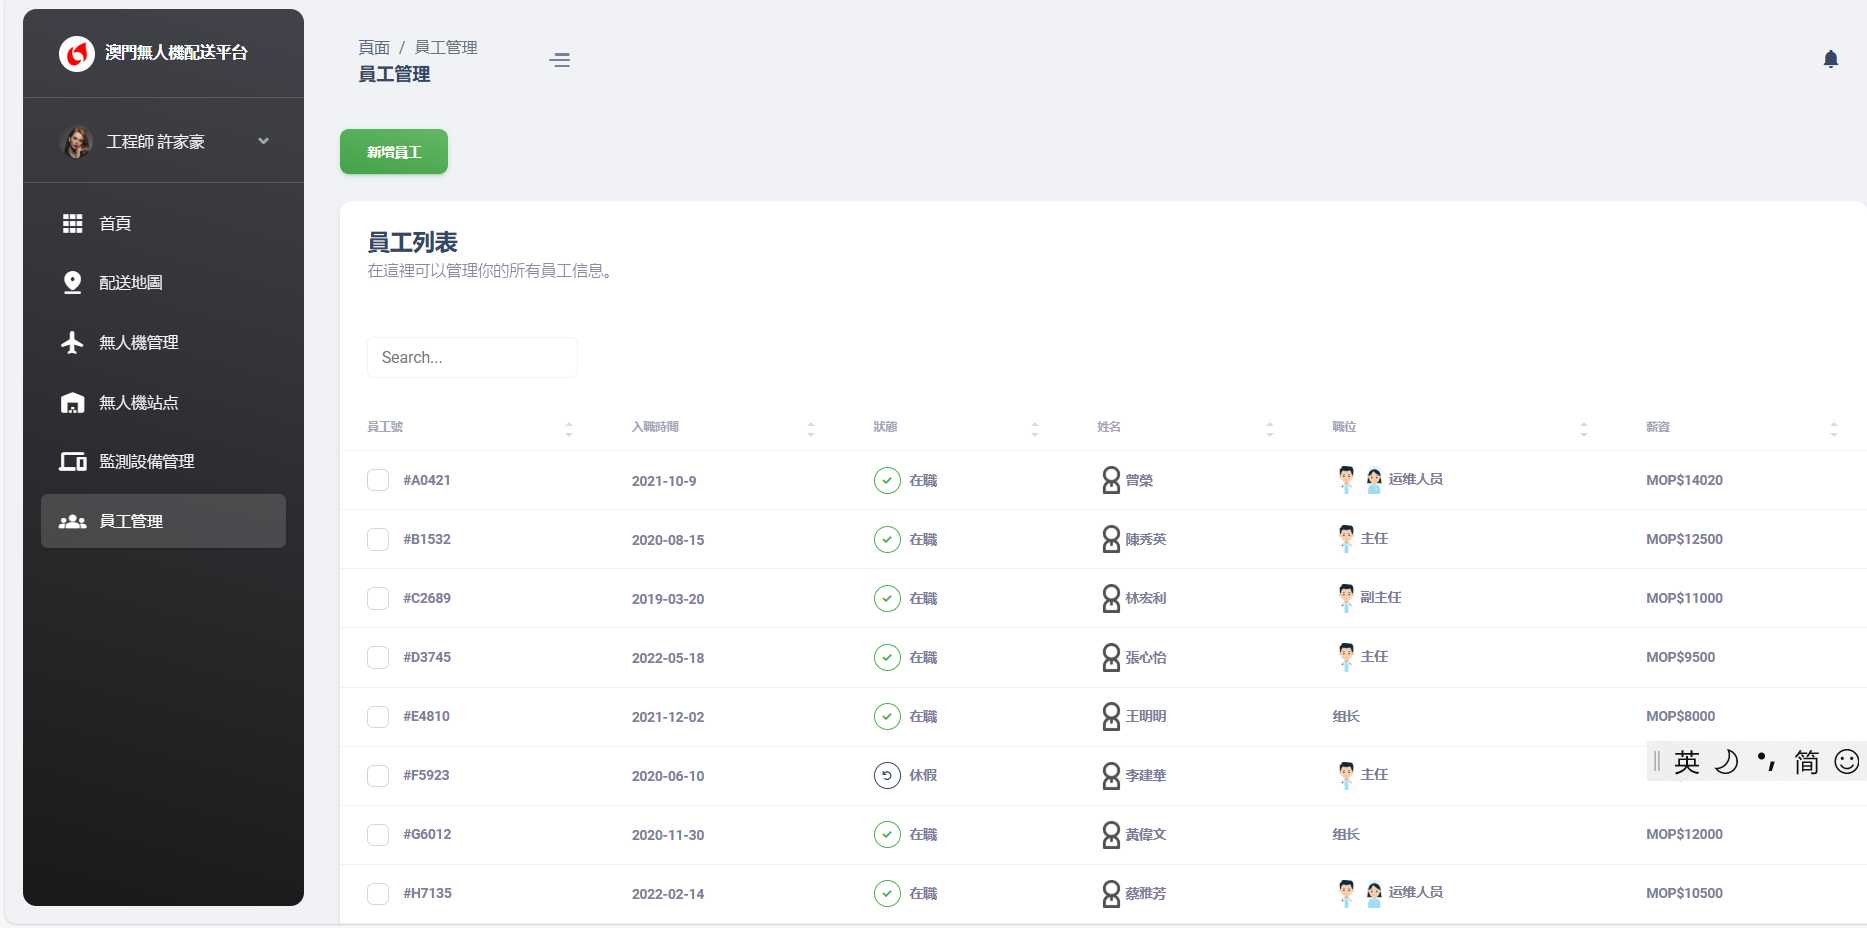 澳門無人機配送平台
工程師 許家豪
首頁
配送地圖
無人機管理
無人機站点
監測設備管理
員工管理
頁面 / 員工管理
員工管理
新增員工
員工列表
在這裡可以管理你的所有員工信息。
Search...
員工號 入職時間 狀態 姓名 職位 薪資
#A0421 2021-10-9 在職 曾榮 运维人员 MOP$14020
#B1532 2020-08-15 在職 陳秀英 主任 MOP$12500
#C2689 2019-03-20 在職 林宏利 副主任 MOP$11000
#D3745 2022-05-18 在職 張心怡 主任 MOP$9500
#E4810 2021-12-02 在職 王明明 组长 MOP$8000
英 简
#F5923 2020-06-10 休假 李建華 主任
#G6012 2020-11-30 在職 黃偉文 组长 MOP$12000
#H7135 2022-02-14 在職 蔡雅芳 运维人员 MOP$10500